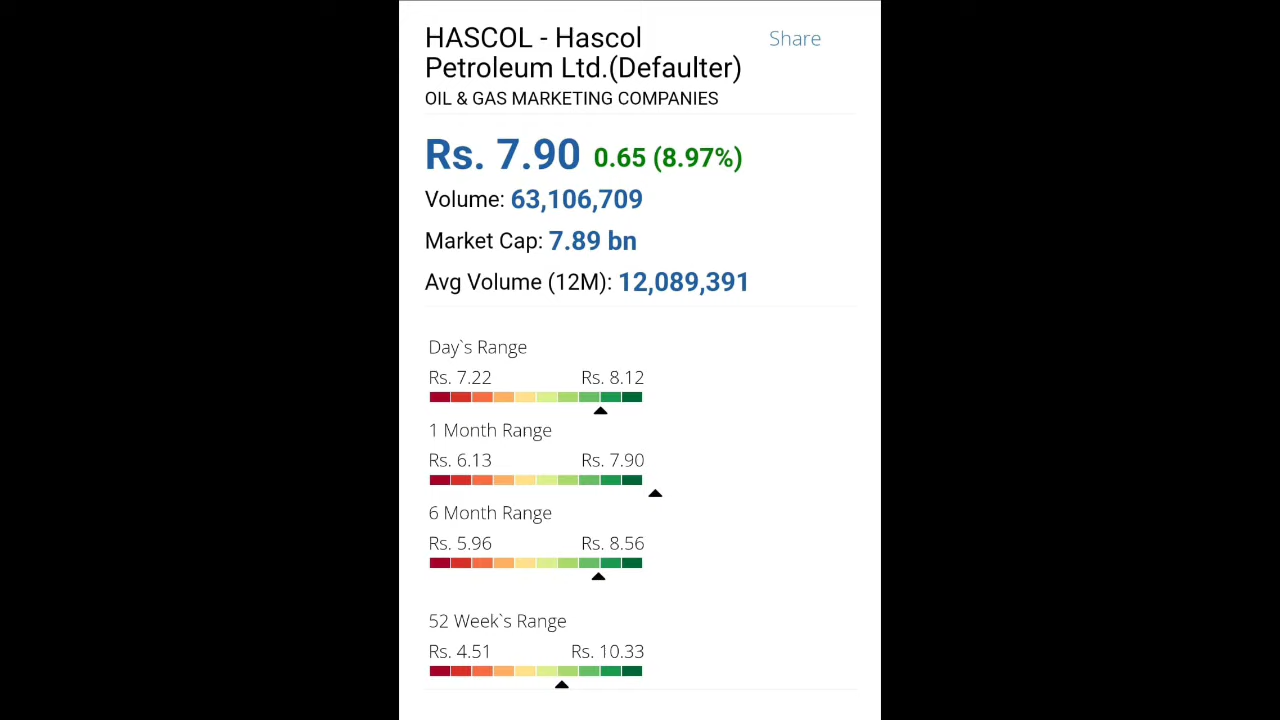 HASCOL - Hascol
Petroleum Ltd.(Defaulter)
Share
OIL & GAS MARKETING COMPANIES
Rs. 7.90 0.65 (8.97%)
Volume: 63,106,709
Market Cap: 7.89 bn
Avg Volume (12M): 12,089,391
Day`s Range
Rs. 7.22 Rs. 8.12
1 Month Range
Rs. 6.13 Rs. 7.90
6 Month Range
Rs. 5.96 Rs. 8.56
52 Week`s Range
Rs. 4.51 Rs. 10.33